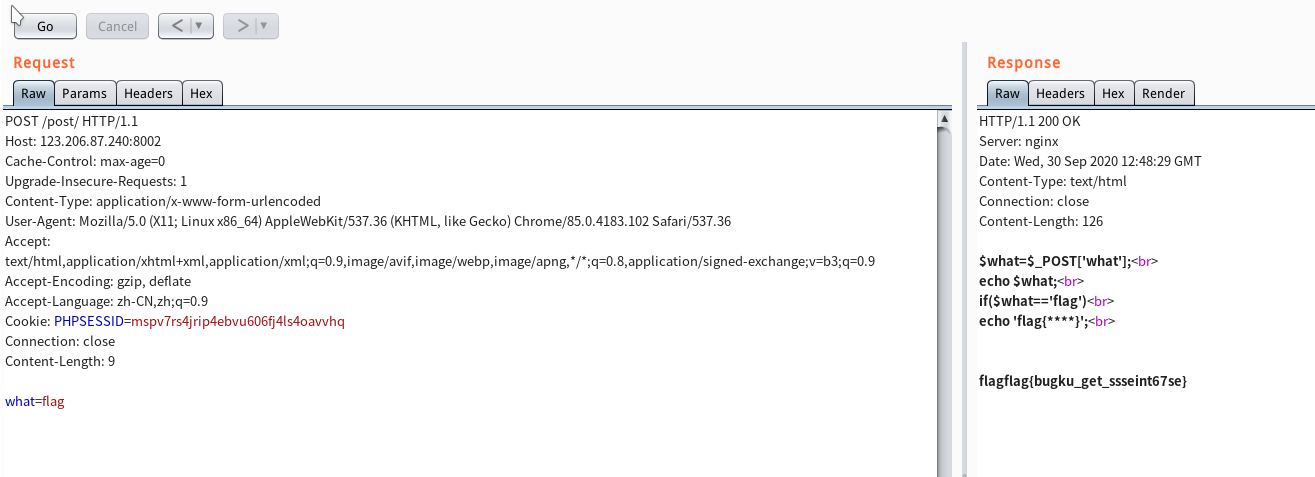 Go Cancel < ▼ > ▼
Request
Raw Params Headers Hex
POST /post/ HTTP/1.1
Host: 123.206.87.240:8002
Cache-Control: max-age=0
Upgrade-Insecure-Requests: 1
Content-Type: application/x-www-form-urlencoded
User-Agent: Mozilla/5.0 (X11; Linux x86_64) AppleWebKit/537.36 (KHTML, like Gecko) Chrome/85.0.4183.102 Safari/537.36
Accept:
text/html,application/xhtml+xml,application/xml;q=0.9,image/avif,image/webp,image/apng,*/*;q=0.8,application/signed-exchange;v=b3;q=0.9
Accept-Encoding: gzip, deflate
Accept-Language: zh-CN,zh;q=0.9
Cookie: PHPSESSID=mspv7rs4jrip4ebvu606fj4ls4oavvhq
Connection: close
Content-Length: 9

what=flag
Response
Raw Headers Hex Render
HTTP/1.1 200 OK
Server: nginx
Date: Wed, 30 Sep 2020 12:48:29 GMT
Content-Type: text/html
Connection: close
Content-Length: 126

$what=$_POST['what'];<br>
echo $what;<br>
if($what=='flag')<br>
echo 'flag{****}';<br>

flagflag{bugku_get_ssseint67se}